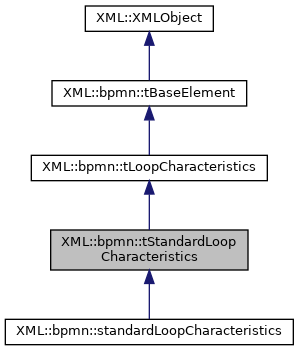 XML::XMLObject
XML::bpmn::tBaseElement
XML::bpmn::tLoopCharacteristics
XML::bpmn::tStandardLoop
Characteristics
XML::bpmn::standardLoopCharacteristics